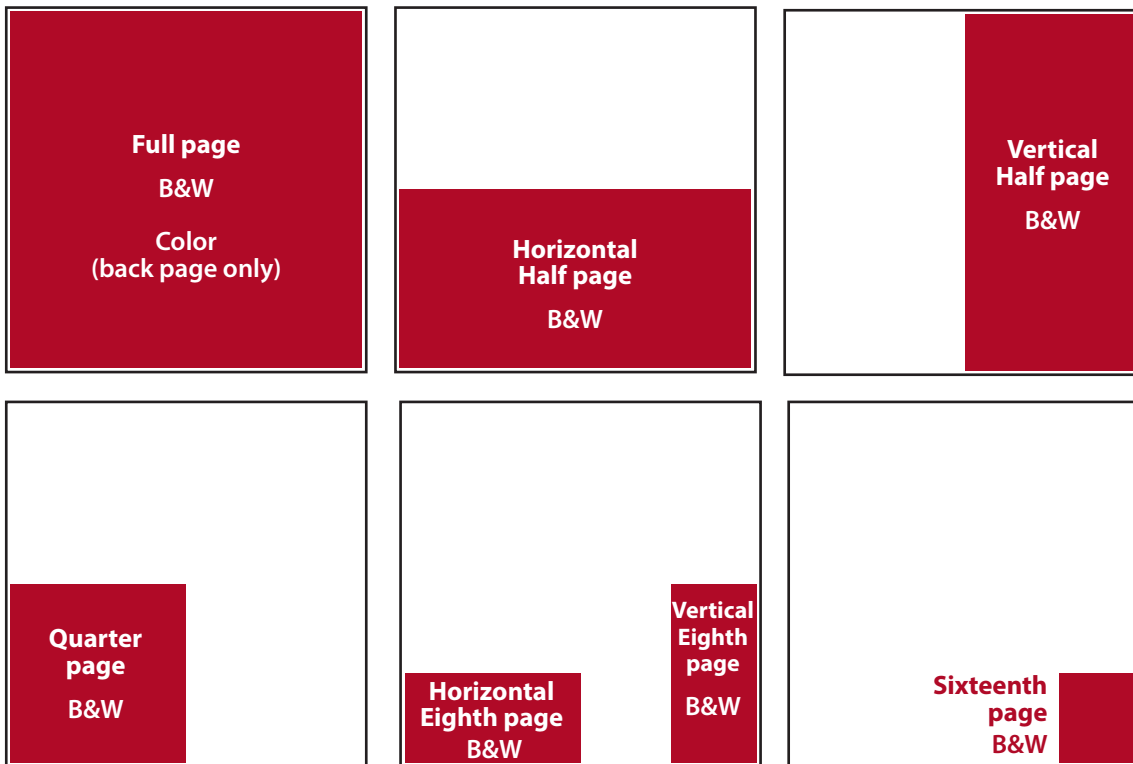 Full page
B&W
Color
(back page only)
Horizontal
Half page
B&W
Vertical
Half page
B&W
Quarter
page
B&W
Horizontal
Eighth page
B&W
Vertical
Eighth
page
B&W
Sixteenth
page
B&W